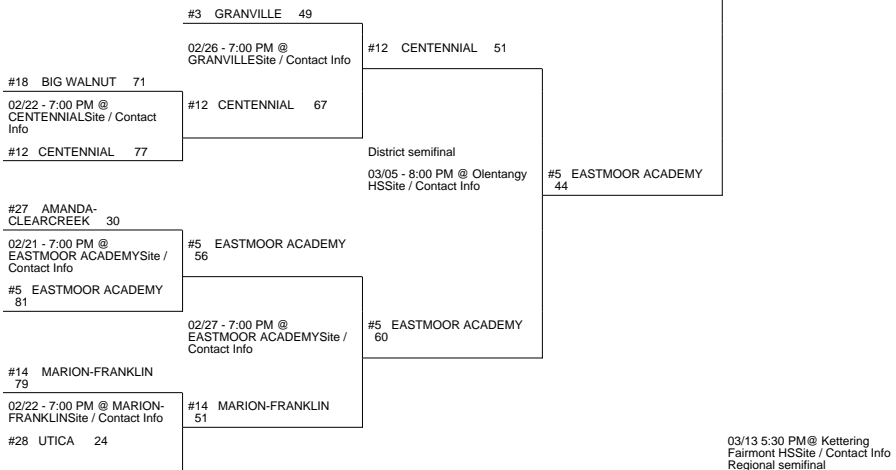 #3 GRANVILLE 49
02/26 - 7:00 PM @
GRANVILLESite / Contact Info
#12 CENTENNIAL 51
#18 BIG WALNUT 71
02/22 - 7:00 PM @
CENTENNIALSite / Contact
Info
#12 CENTENNIAL 67
#12 CENTENNIAL 77
District semifinal
03/05 - 8:00 PM @ Olentangy
HSSite / Contact Info
#5 EASTMOOR ACADEMY
44
#27 AMANDA-
CLEARCREEK 30
02/21 - 7:00 PM @
EASTMOOR ACADEMYSite /
Contact Info
#5 EASTMOOR ACADEMY
56
#5 EASTMOOR ACADEMY
81
02/27 - 7:00 PM @
EASTMOOR ACADEMYSite /
Contact Info
#5 EASTMOOR ACADEMY
60
#14 MARION-FRANKLIN
79
02/22 - 7:00 PM @ MARION-
FRANKLINSite / Contact Info
#14 MARION-FRANKLIN
51
#28 UTICA 24
03/13 5:30 PM@ Kettering
Fairmont HSSite / Contact Info
Regional semifinal